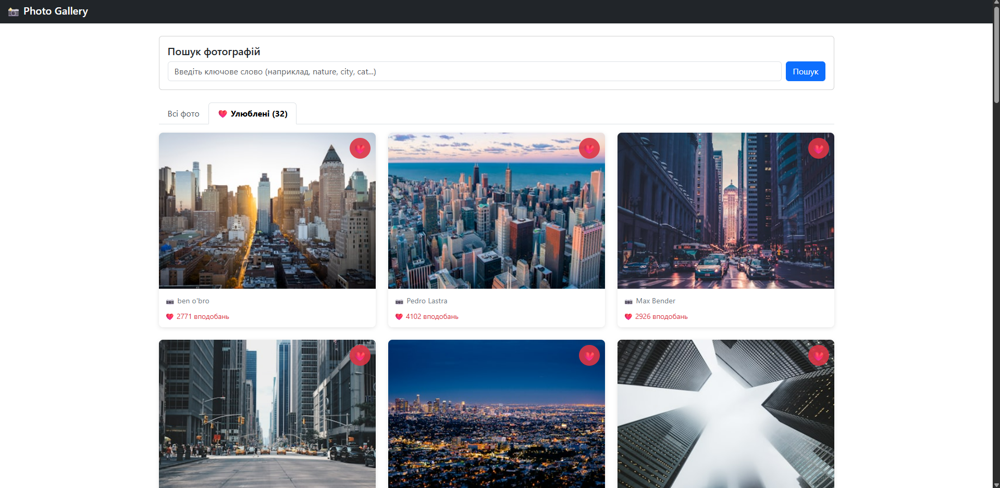 Photo Gallery
Пошук фотографій
Введіть ключове слово (наприклад, nature, city, cat...)
Пошук
Всі фото
Улюблені (32)
ben o'bro
2771 вподобань
Pedro Lastra
4102 вподобань
Max Bender
2926 вподобань